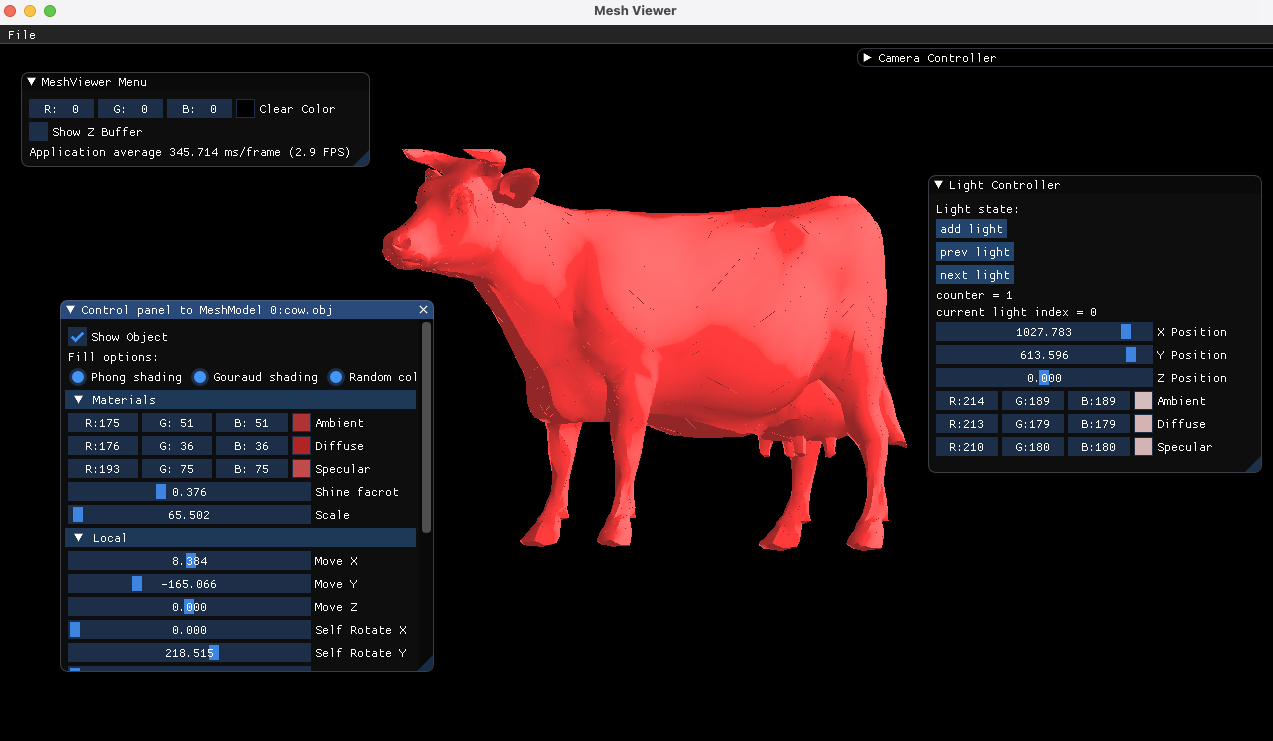 Mesh Viewer
File
Camera Controller
MeshViewer Menu
R: 0 G: 0 B: 0 Clear Color
Show Z Buffer
Application average 345.714 ms/frame (2.9 FPS)
Light Controller
Light state:
add light
prev light
next light
counter = 1
current light index = 0
1027.783 X Position
613.596 Y Position
0.000 Z Position
R:214 G:189 B:189 Ambient
R:213 G:179 B:179 Diffuse
R:210 G:180 B:180 Specular
Control panel to MeshModel 0:cow.obj
Show Object
Fill options:
Phong shading Gouraud shading Random col
Materials
R:175 G: 51 B: 51 Ambient
R:176 G: 36 B: 36 Diffuse
R:193 G: 75 B: 75 Specular
0.376 Shine facrot
65.502 Scale
Local
8.384 Move X
-165.066 Move Y
0.000 Move Z
0.000 Self Rotate X
218.515 Self Rotate Y